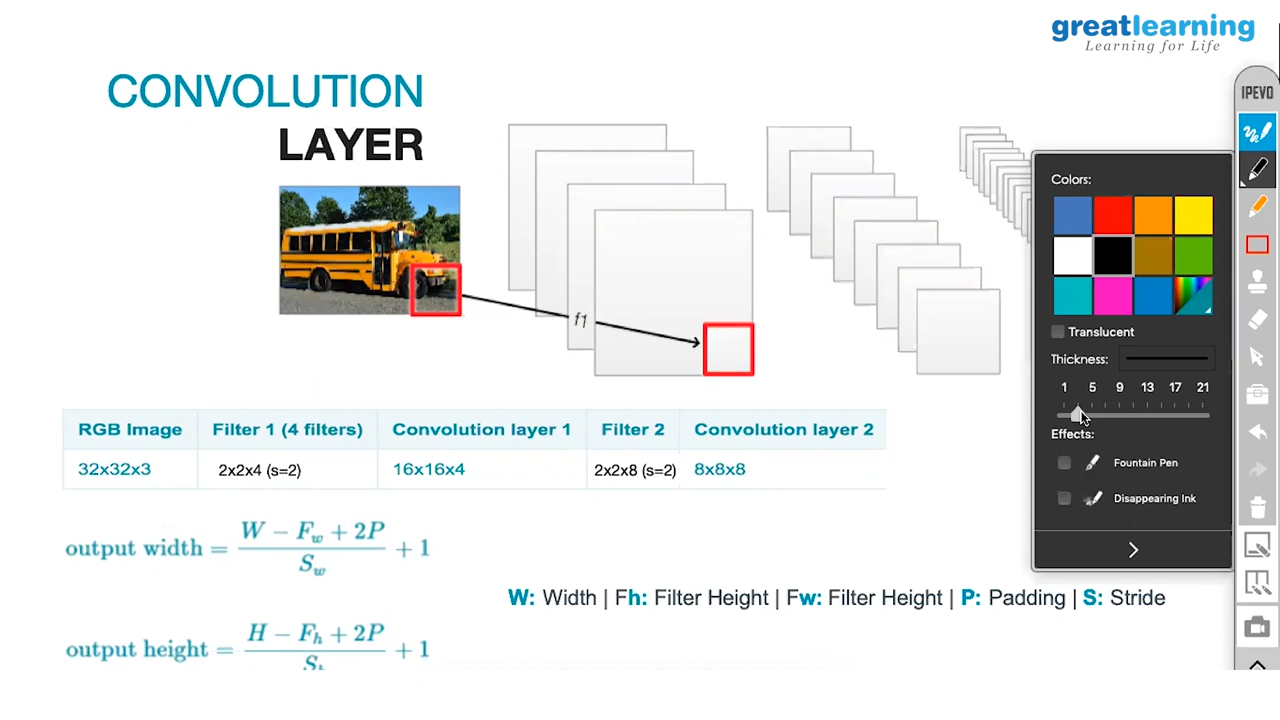 greatlearning
Learning for Life
CONVOLUTION
LAYER
f1
RGB Image Filter 1 (4 filters) Convolution layer 1 Filter 2 Convolution layer 2
32x32x3 2x2x4 (s=2) 16x16x4 2x2x8 (s=2) 8x8x8
output width = (W − F_w + 2P) / S_w + 1
W: Width | Fh: Filter Height | Fw: Filter Height | P: Padding | S: Stride
output height = (H − F_h + 2P) / S_h + 1
IPEVO
Colors:
Translucent
Thickness:
1 5 9 13 17 21
Effects:
Fountain Pen
Disappearing Ink